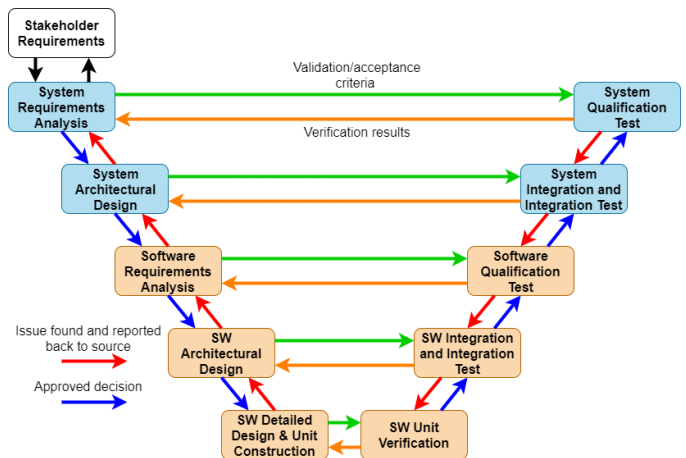 Stakeholder
Requirements
Validation/acceptance
criteria
System
Requirements
Analysis
System
Qualification
Test
Verification results
System
Architectural
Design
System
Integration and
Integration Test
Software
Requirements
Analysis
Software
Qualification
Test
Issue found and reported
back to source
SW
Architectural
Design
SW Integration
and Integration
Test
Approved decision
SW Detailed
Design & Unit
Construction
SW Unit
Verification